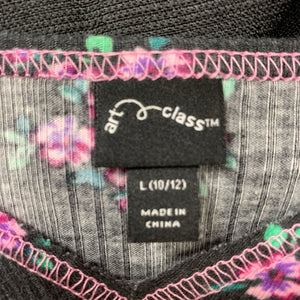 art class™
L (10/12)
MADE IN
CHINA